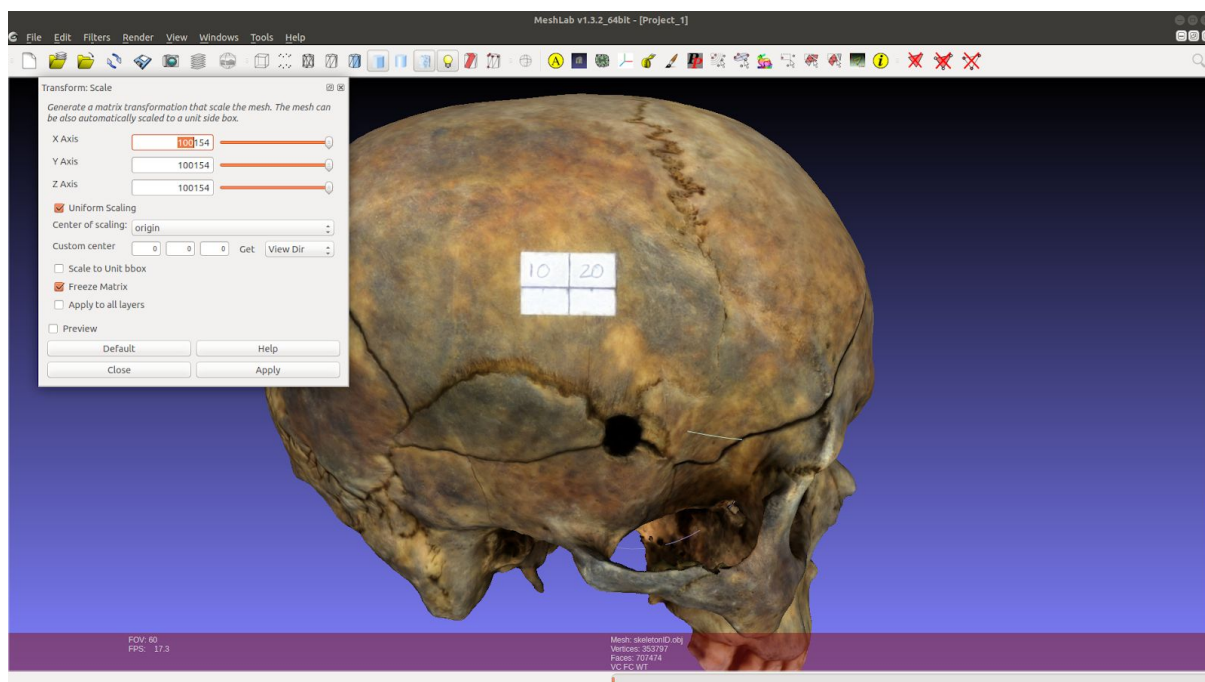 MeshLab v1.3.2_64bit - [Project_1]
File Edit Filters Render View Windows Tools Help
Transform: Scale
Generate a matrix transformation that scale the mesh. The mesh can
be also automatically scaled to a unit side box.
X Axis 100154
Y Axis 100154
Z Axis 100154
Uniform Scaling
Center of scaling: origin
Custom center 0 0 0 Get View Dir
Scale to Unit bbox
Freeze Matrix
Apply to all layers
Preview
Default Help
Close Apply
10 20
FOV: 60
FPS: 17.3
Mesh: skeletonID.obj
Vertices: 353797
Faces: 707474
VC FC WT